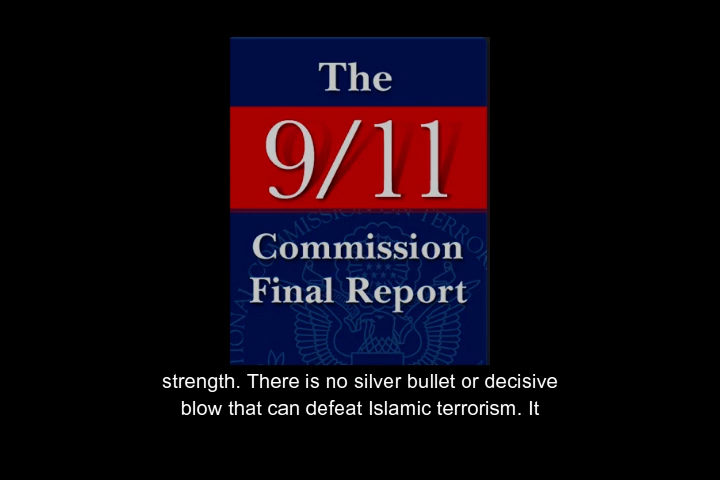 The
9/11
Commission
Final Report
strength. There is no silver bullet or decisive
blow that can defeat Islamic terrorism. It